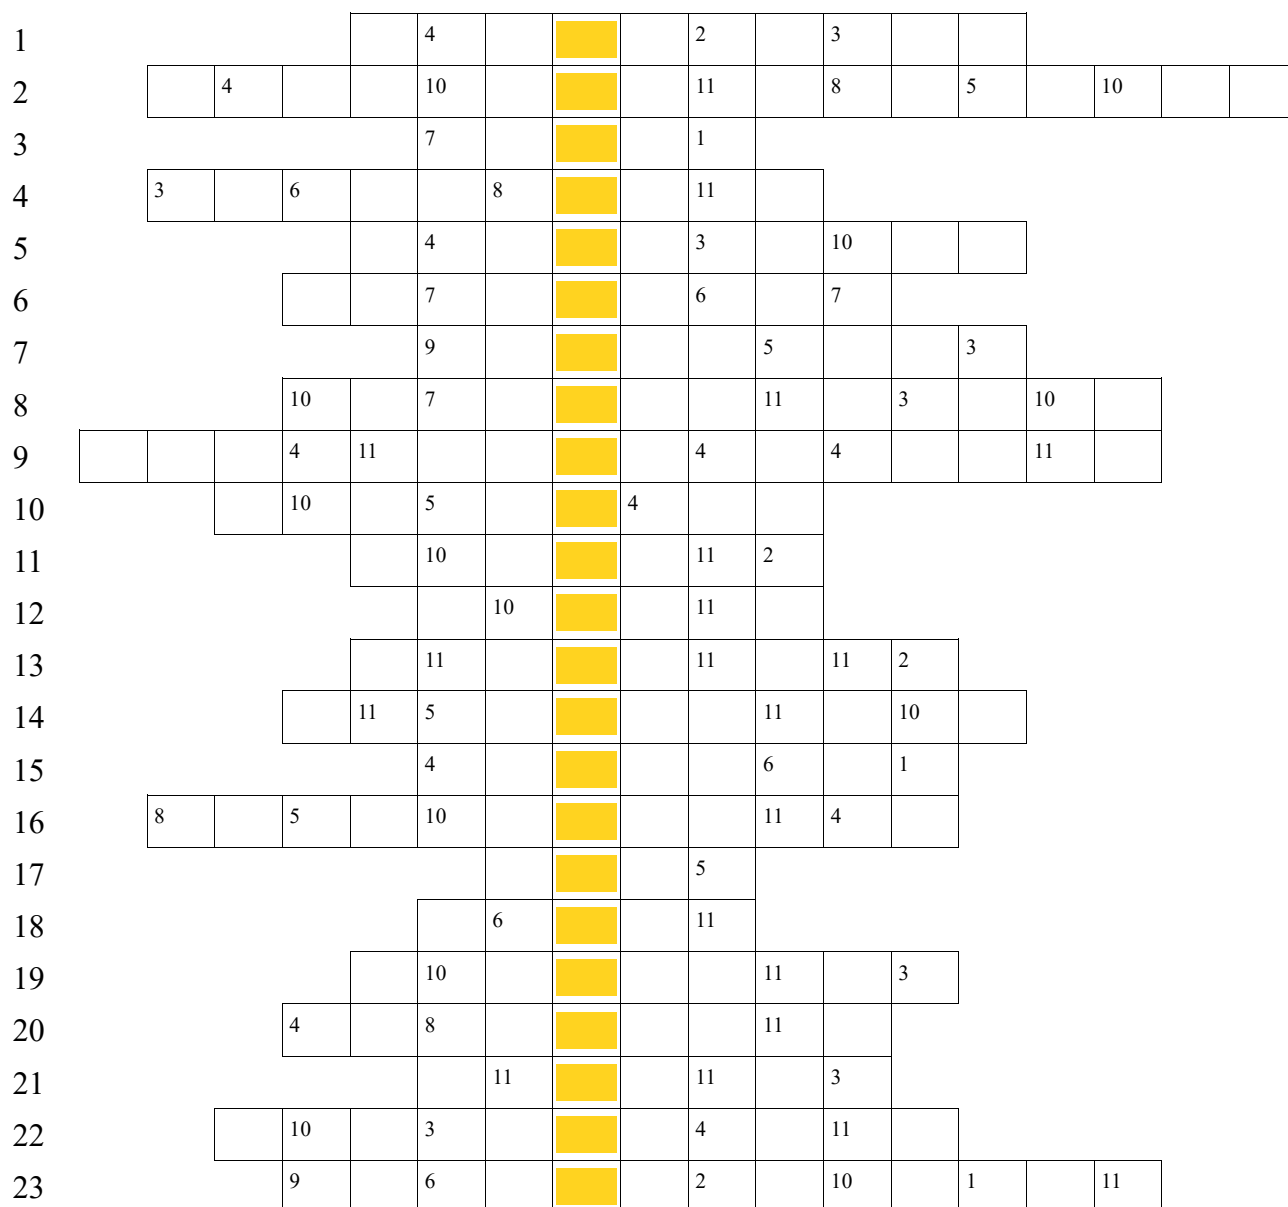 1 4 2 3
2 4 10 11 8 5 10
3 7 1
4 3 6 8 11
5 4 3 10
6 7 6 7
7 9 5 3
8 10 7 11 3 10
9 4 11 4 4 11
10 10 5 4
11 10 11 2
12 10 11
13 11 11 11 2
14 11 5 11 10
15 4 6 1
16 8 5 10 11 4
17 5
18 6 11
19 10 11 3
20 4 8 11
21 11 11 3
22 10 3 4 11
23 9 6 2 10 1 11